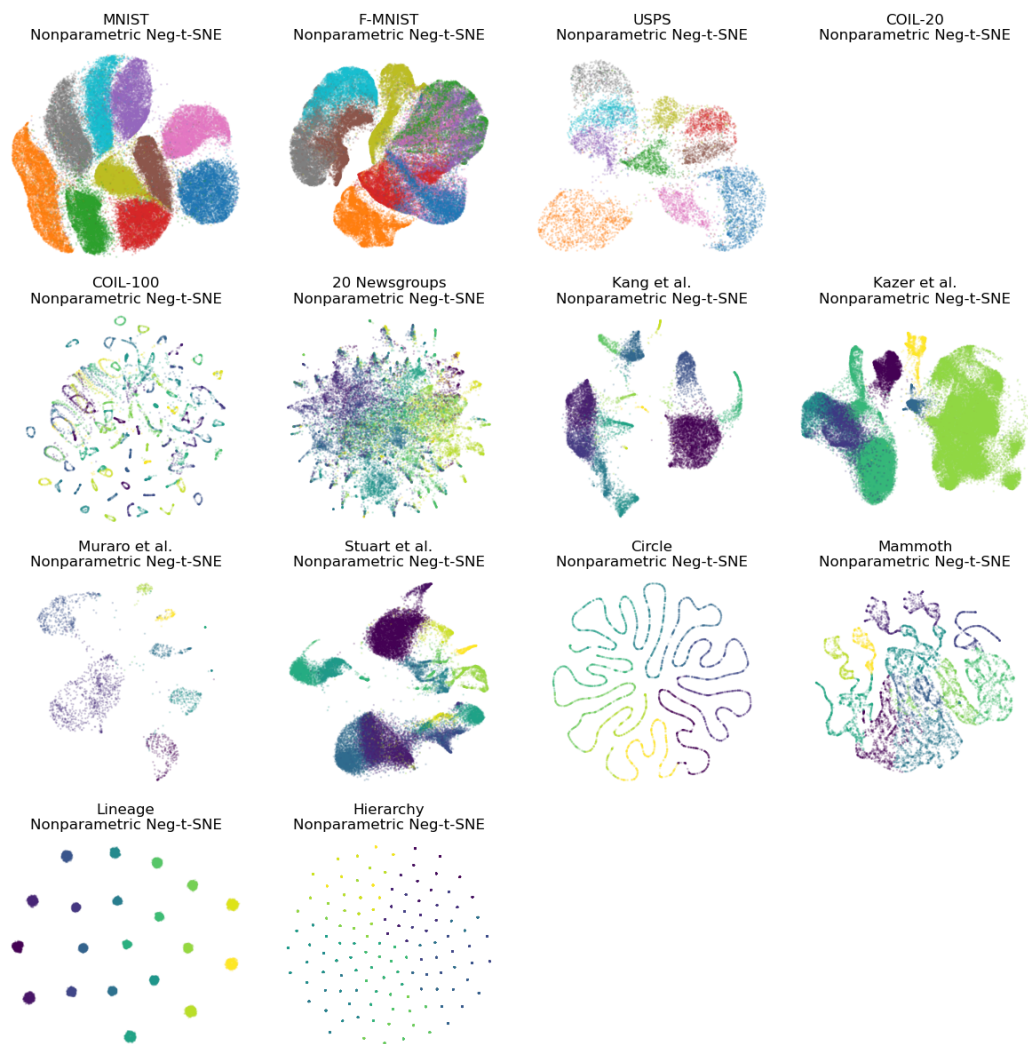 MNIST
Nonparametric Neg-t-SNE
F-MNIST
Nonparametric Neg-t-SNE
USPS
Nonparametric Neg-t-SNE
COIL-20
Nonparametric Neg-t-SNE
COIL-100
Nonparametric Neg-t-SNE
20 Newsgroups
Nonparametric Neg-t-SNE
Kang et al.
Nonparametric Neg-t-SNE
Kazer et al.
Nonparametric Neg-t-SNE
Muraro et al.
Nonparametric Neg-t-SNE
Stuart et al.
Nonparametric Neg-t-SNE
Circle
Nonparametric Neg-t-SNE
Mammoth
Nonparametric Neg-t-SNE
Lineage
Nonparametric Neg-t-SNE
Hierarchy
Nonparametric Neg-t-SNE